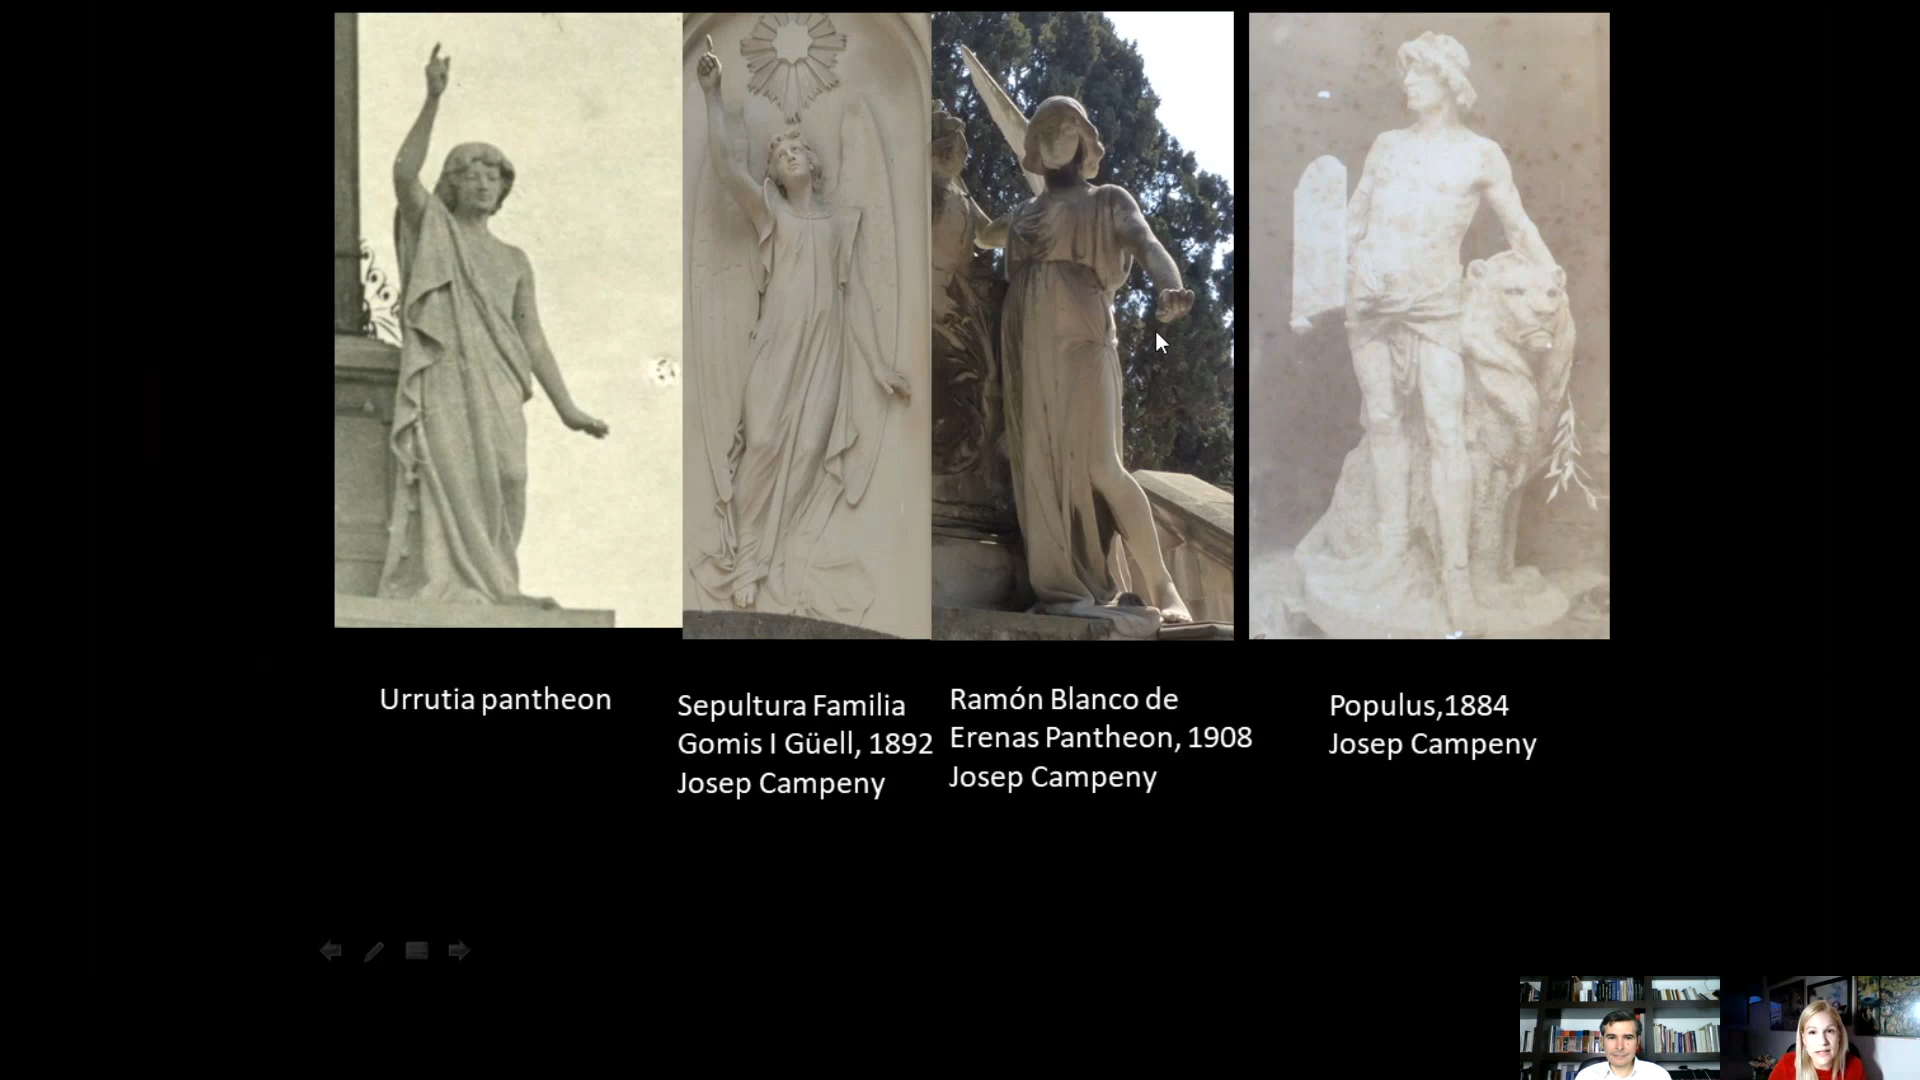 Urrutia pantheon
Sepultura Familia
Gomis I Güell, 1892
Josep Campeny
Ramón Blanco de
Erenas Pantheon, 1908
Josep Campeny
Populus,1884
Josep Campeny